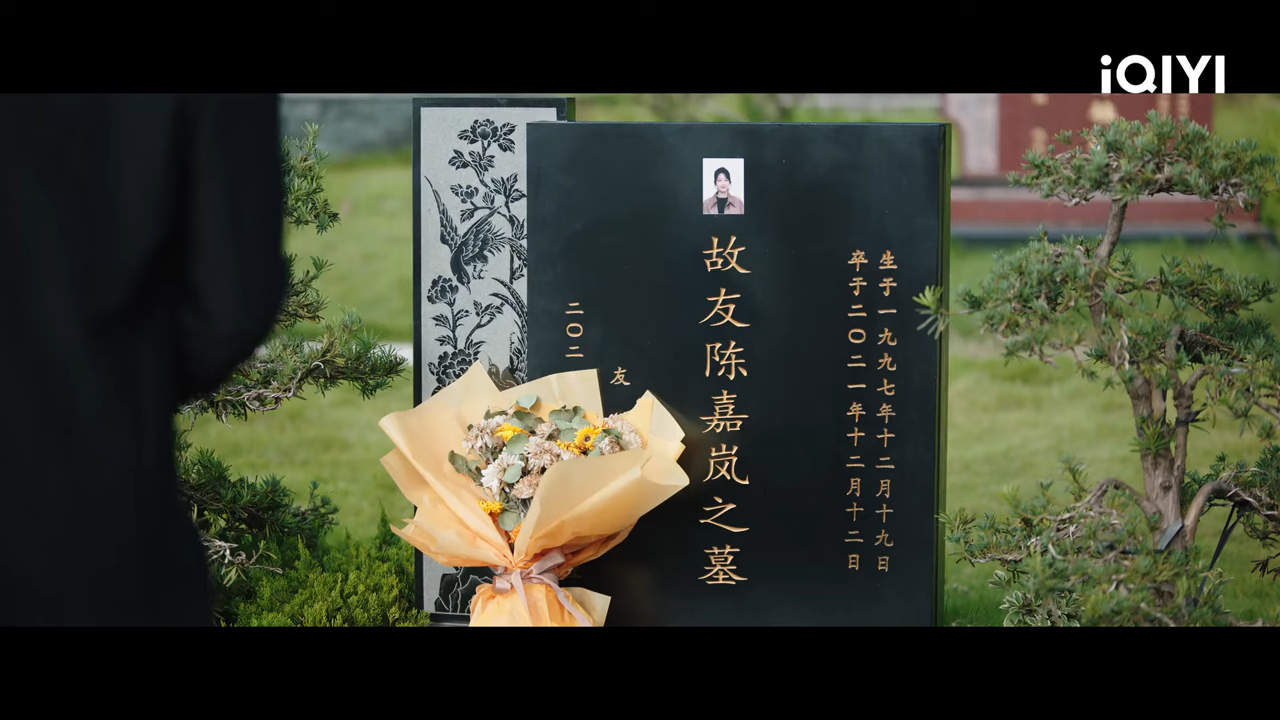 iQIYI
生于一九九七年十二月十九日
卒于二〇二一年十二月十二日
故友陈嘉岚之墓
友
二〇二